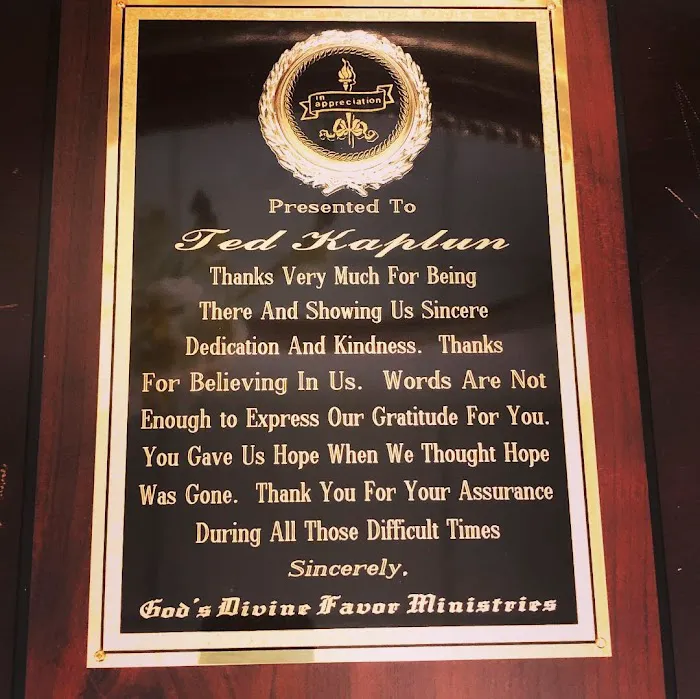 in
appreciation
Presented To
Ted Kaplun
Thanks Very Much For Being
There And Showing Us Sincere
Dedication And Kindness. Thanks
For Believing In Us. Words Are Not
Enough to Express Our Gratitude For You.
You Gave Us Hope When We Thought Hope
Was Gone. Thank You For Your Assurance
During All Those Difficult Times
Sincerely,
God's Divine Favor Ministries